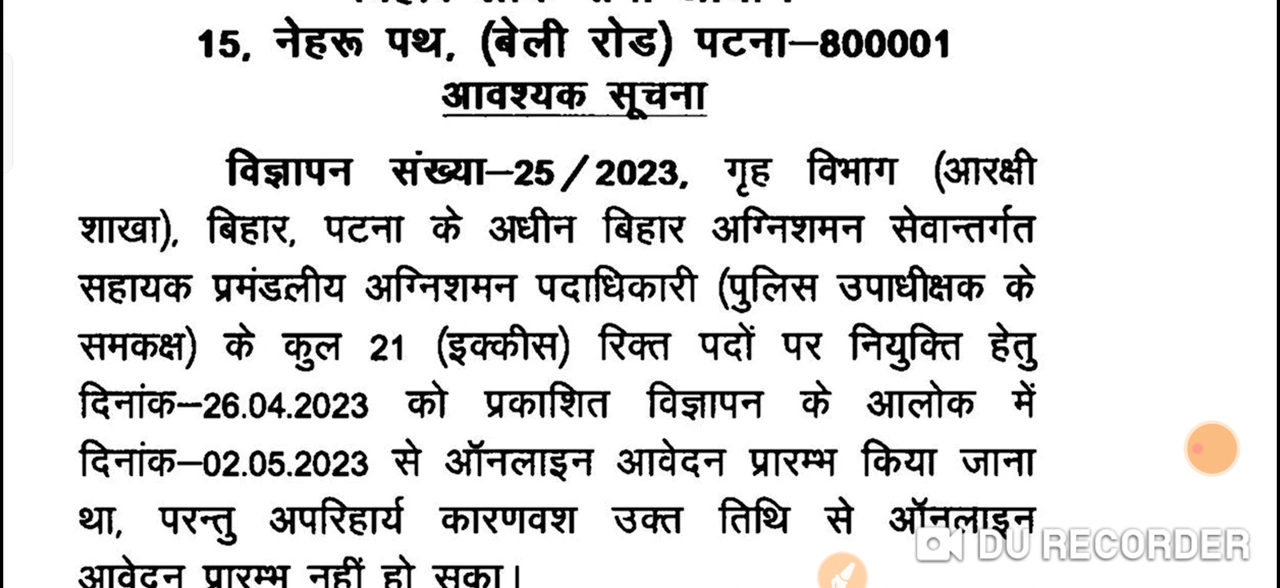 15, नेहरू पथ, (बेली रोड) पटना–800001
आवश्यक सूचना
विज्ञापन संख्या–25/2023, गृह विभाग (आरक्षी
शाखा), बिहार, पटना के अधीन बिहार अग्निशमन सेवान्तर्गत
सहायक प्रमंडलीय अग्निशमन पदाधिकारी (पुलिस उपाधीक्षक के
समकक्ष) के कुल 21 (इक्कीस) रिक्त पदों पर नियुक्ति हेतु
दिनांक–26.04.2023 को प्रकाशित विज्ञापन के आलोक में
दिनांक–02.05.2023 से ऑनलाइन आवेदन प्रारम्भ किया जाना
था, परन्तु अपरिहार्य कारणवश उक्त तिथि से ऑनलाइन
आवेदन प्रारम्भ नहीं हो सका।
DU RECORDER